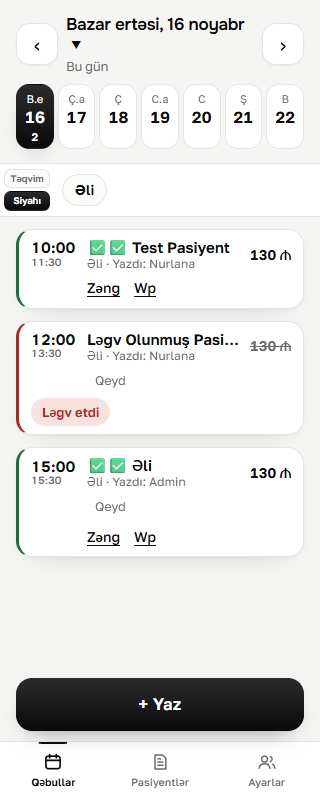 ‹
Bazar ertəsi, 16 noyabr
▼
Bu gün
›
B.e
16
2
Ç.a
17
Ç
18
C.a
19
C
20
Ş
21
B
22
Təqvim
Siyahı
Əli
10:00 ✅ ✅ Test Pasiyent 130 ₼
11:30 Əli · Yazdı: Nurlana
Zəng Wp
12:00 Ləgv Olunmuş Pasi... 130 ₼
13:30 Əli · Yazdı: Nurlana
Qeyd
Ləgv etdi
15:00 ✅ ✅ Əli 130 ₼
15:30 Əli · Yazdı: Admin
Qeyd
Zəng Wp
+ Yaz
Qəbullar Pasiyentlər Ayarlar